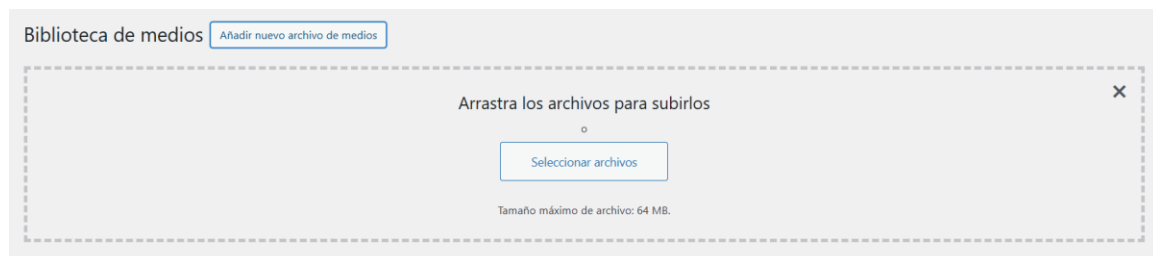 Biblioteca de medios Añadir nuevo archivo de medios
Arrastra los archivos para subirlos
o
Seleccionar archivos
Tamaño máximo de archivo: 64 MB.